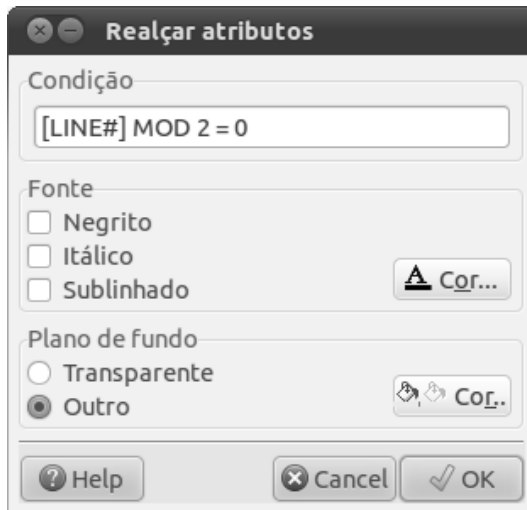 Realçar atributos
Condição
[LINE#] MOD 2 = 0
Fonte
Negrito
Itálico
Sublinhado
A Cor...
Plano de fundo
Transparente
Outro
Cor..
Help
Cancel
OK